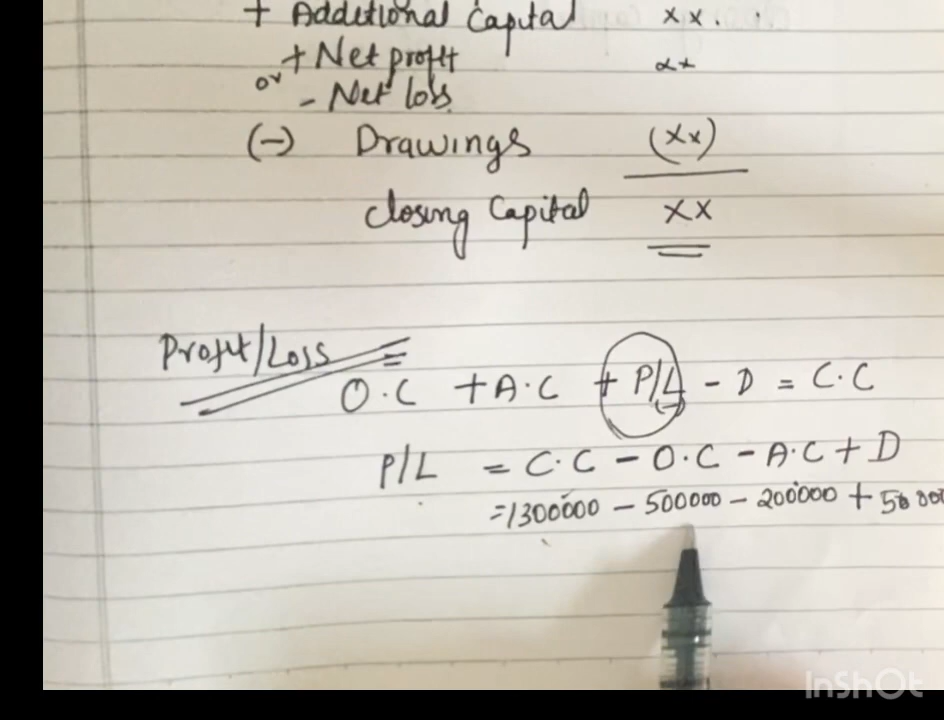 + Additional Capital xx.
+ Net profit xx
or - Net loss
(-) Drawings (xx)
closing Capital xx
Profit/Loss
O.C + A.C + P/L - D = C.C
(-)
P/L = C.C - O.C - A.C + D
=1300000 - 500000 - 200000 +
InShOt